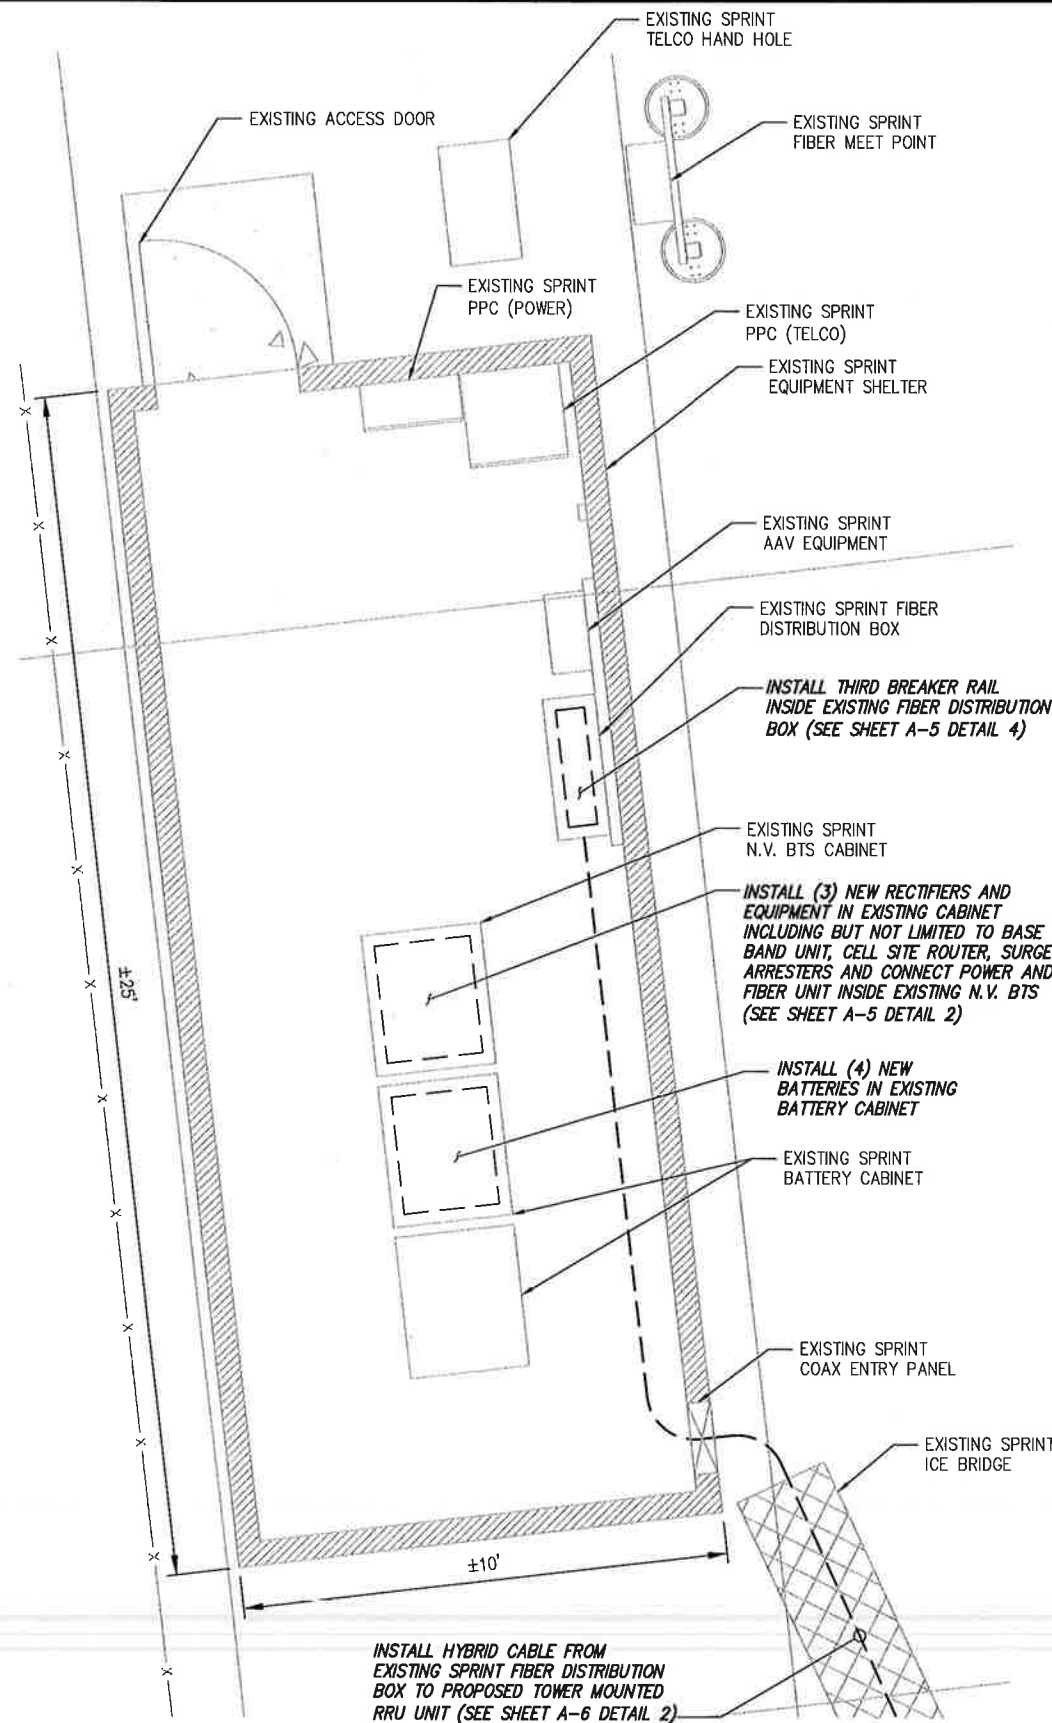 EXISTING SPRINT
TELCO HAND HOLE
EXISTING ACCESS DOOR
EXISTING SPRINT
FIBER MEET POINT
EXISTING SPRINT
PPC (POWER)
EXISTING SPRINT
PPC (TELCO)
EXISTING SPRINT
EQUIPMENT SHELTER
EXISTING SPRINT
AAV EQUIPMENT
EXISTING SPRINT FIBER
DISTRIBUTION BOX
INSTALL THIRD BREAKER RAIL
INSIDE EXISTING FIBER DISTRIBUTION
BOX (SEE SHEET A-5 DETAIL 4)
EXISTING SPRINT
N.V. BTS CABINET
INSTALL (3) NEW RECTIFIERS AND
EQUIPMENT IN EXISTING CABINET
INCLUDING BUT NOT LIMITED TO BASE
BAND UNIT, CELL SITE ROUTER, SURGE
ARRESTERS AND CONNECT POWER AND
FIBER UNIT INSIDE EXISTING N.V. BTS
(SEE SHEET A-5 DETAIL 2)
±25'
INSTALL (4) NEW
BATTERIES IN EXISTING
BATTERY CABINET
EXISTING SPRINT
BATTERY CABINET
EXISTING SPRINT
COAX ENTRY PANEL
EXISTING SPRINT
ICE BRIDGE
±10'
INSTALL HYBRID CABLE FROM
EXISTING SPRINT FIBER DISTRIBUTION
BOX TO PROPOSED TOWER MOUNTED
RRU UNIT (SEE SHEET A-6 DETAIL 2)